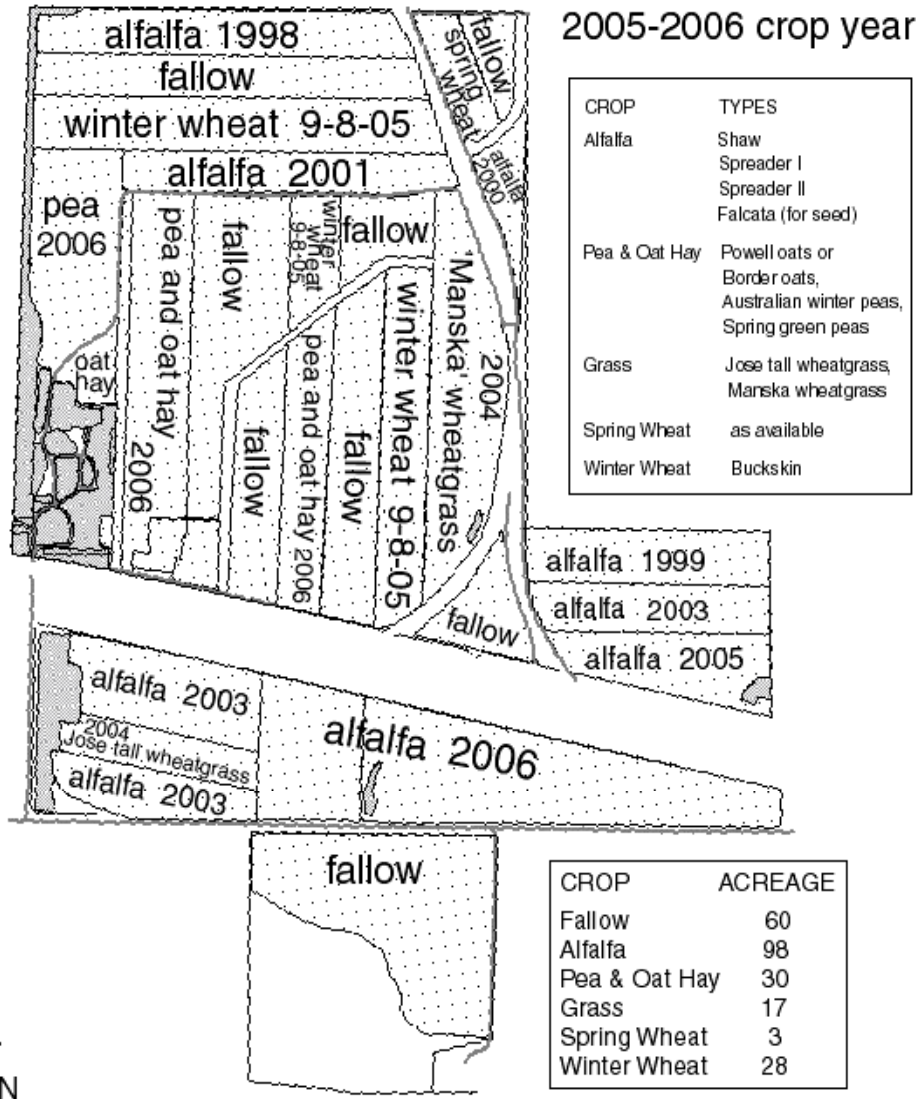 2005-2006 crop year
alfalfa 1998
fallow
winter wheat 9-8-05
alfalfa 2001
fallow
spring wheat
alfalfa
2000
pea
2006
pea and oat hay 2006
fallow
winter
wheat
9-8-05
fallow
oat
hay
fallow
pea and oat hay 2006
fallow
winter wheat 9-8-05
'Manska' wheatgrass
2004
fallow
alfalfa 1999
alfalfa 2003
alfalfa 2005
alfalfa 2003
2004
Jose tall wheatgrass
alfalfa 2003
alfalfa 2006
fallow
CROP TYPES
Alfalfa Shaw
Spreader I
Spreader II
Falcata (for seed)
Pea & Oat Hay Powell oats or
Border oats,
Australian winter peas,
Spring green peas
Grass Jose tall wheatgrass,
Manska wheatgrass
Spring Wheat as available
Winter Wheat Buckskin
CROP ACREAGE
Fallow 60
Alfalfa 98
Pea & Oat Hay 30
Grass 17
Spring Wheat 3
Winter Wheat 28
N